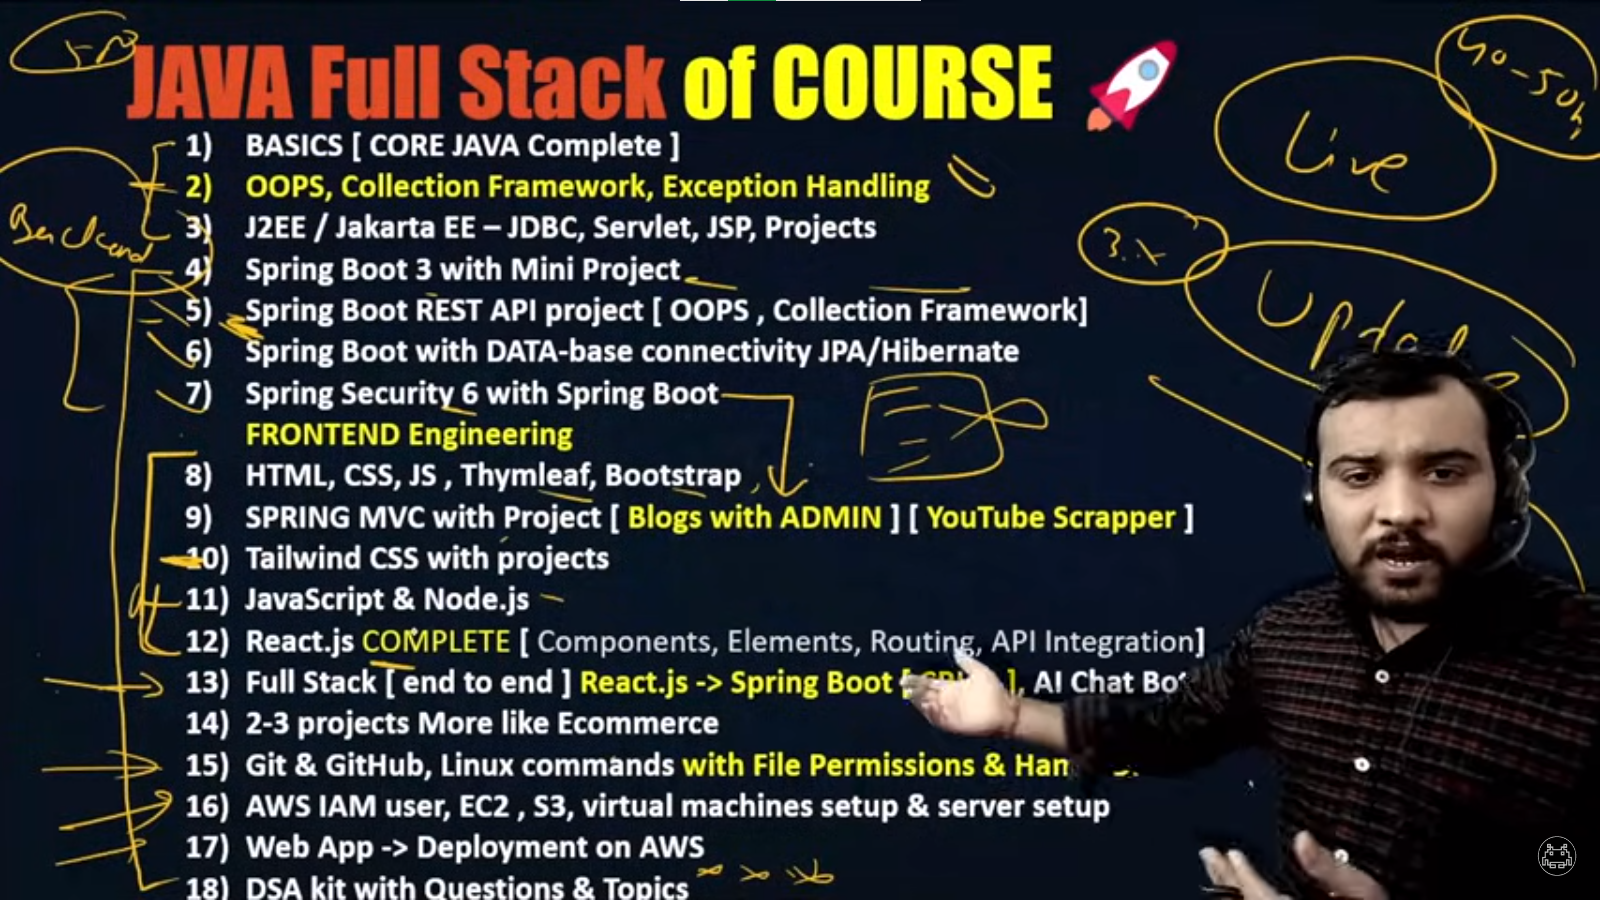 JAVA Full Stack of COURSE
1) BASICS [ CORE JAVA Complete ]
2) OOPS, Collection Framework, Exception Handling
3) J2EE / Jakarta EE – JDBC, Servlet, JSP, Projects
4) Spring Boot 3 with Mini Project
5) Spring Boot REST API project [ OOPS , Collection Framework]
6) Spring Boot with DATA-base connectivity JPA/Hibernate
7) Spring Security 6 with Spring Boot
FRONTEND Engineering
8) HTML, CSS, JS , Thymleaf, Bootstrap
9) SPRING MVC with Project [ Blogs with ADMIN ] [ YouTube Scrapper ]
10) Tailwind CSS with projects
11) JavaScript & Node.js
12) React.js COMPLETE [ Components, Elements, Routing, API Integration]
13) Full Stack [ end to end ] React.js -> Spring Boot [ ], AI Chat
14) 2-3 projects More like Ecommerce
15) Git & GitHub, Linux commands with File Permissions &
16) AWS IAM user, EC2 , S3, virtual machines setup & server setup
17) Web App -> Deployment on AWS
18) DSA kit with Questions & Topics
Backend
Live
40-50h
3.x
Update